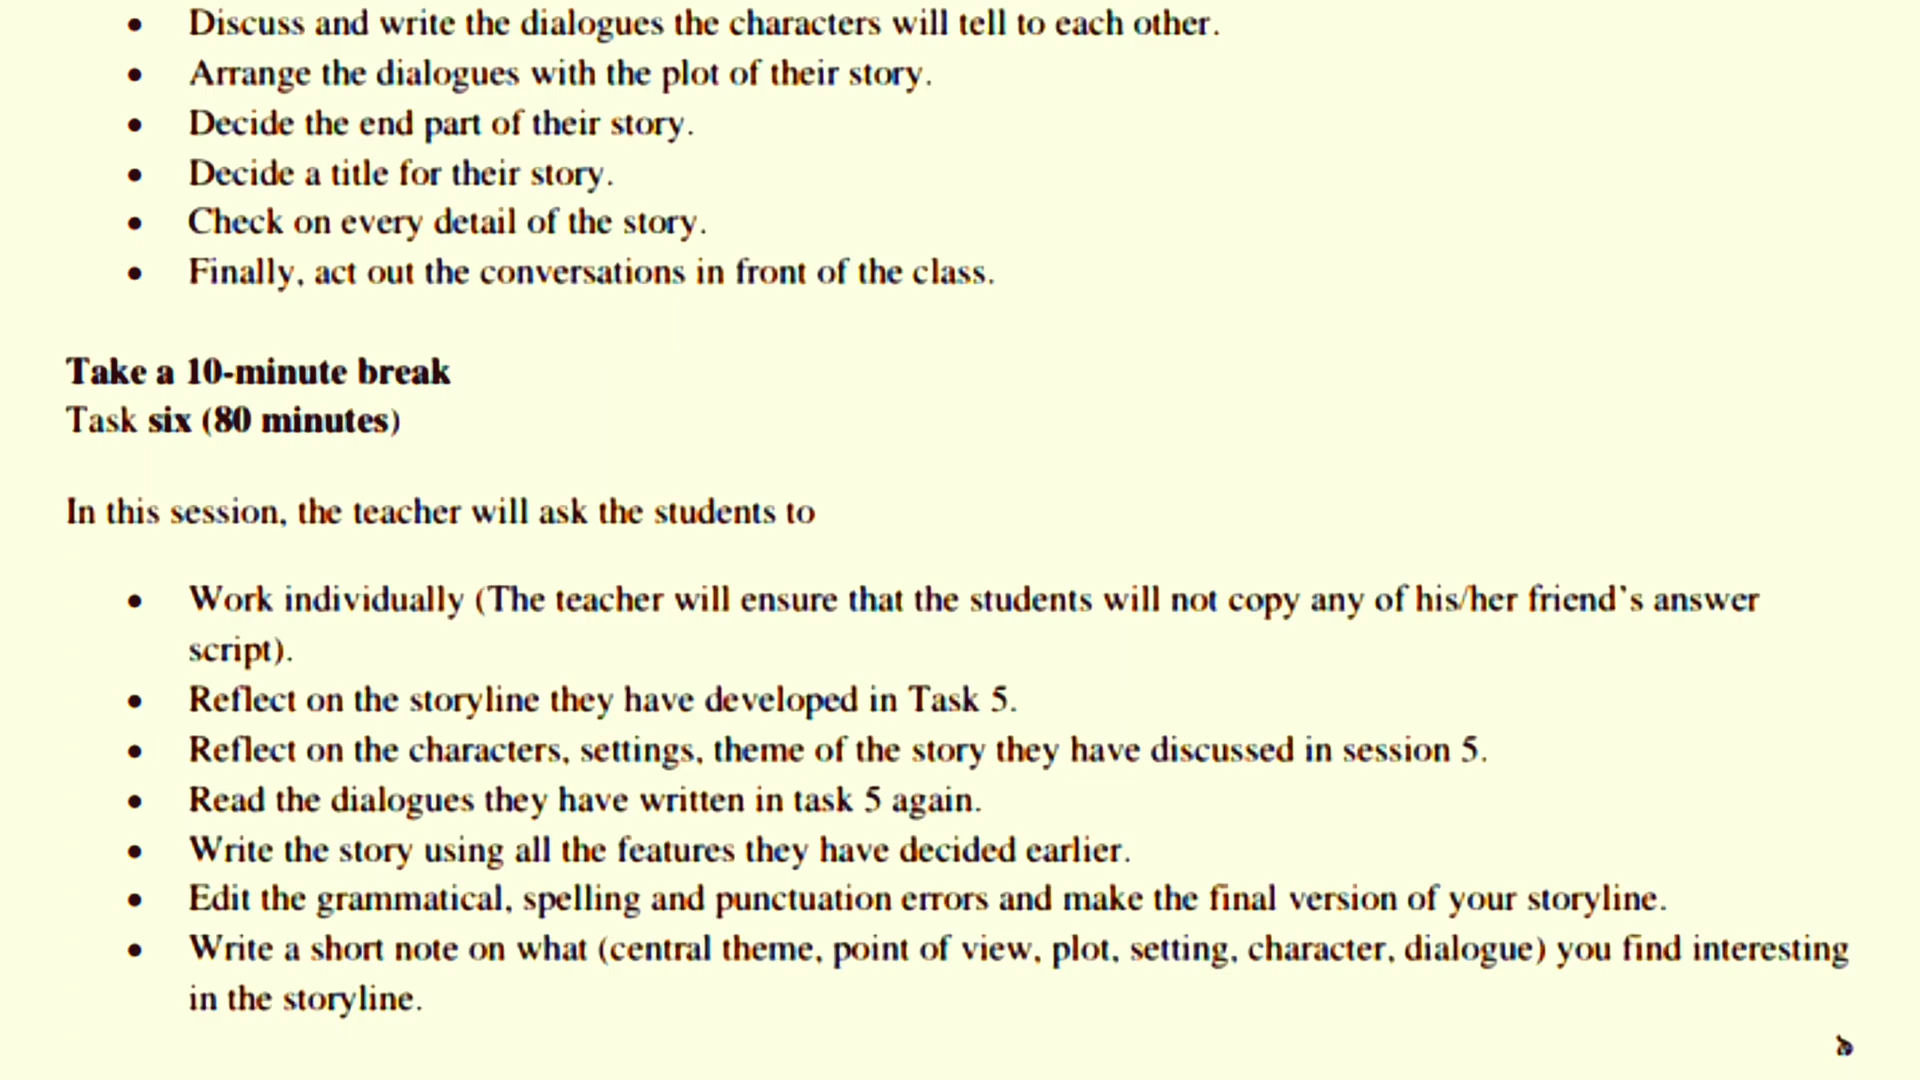 • Discuss and write the dialogues the characters will tell to each other.
• Arrange the dialogues with the plot of their story.
• Decide the end part of their story.
• Decide a title for their story.
• Check on every detail of the story.
• Finally, act out the conversations in front of the class.
Take a 10-minute break
Task six (80 minutes)
In this session, the teacher will ask the students to
• Work individually (The teacher will ensure that the students will not copy any of his/her friend's answer
script).
• Reflect on the storyline they have developed in Task 5.
• Reflect on the characters, settings, theme of the story they have discussed in session 5.
• Read the dialogues they have written in task 5 again.
• Write the story using all the features they have decided earlier.
• Edit the grammatical, spelling and punctuation errors and make the final version of your storyline.
• Write a short note on what (central theme, point of view, plot, setting, character, dialogue) you find interesting
in the storyline.